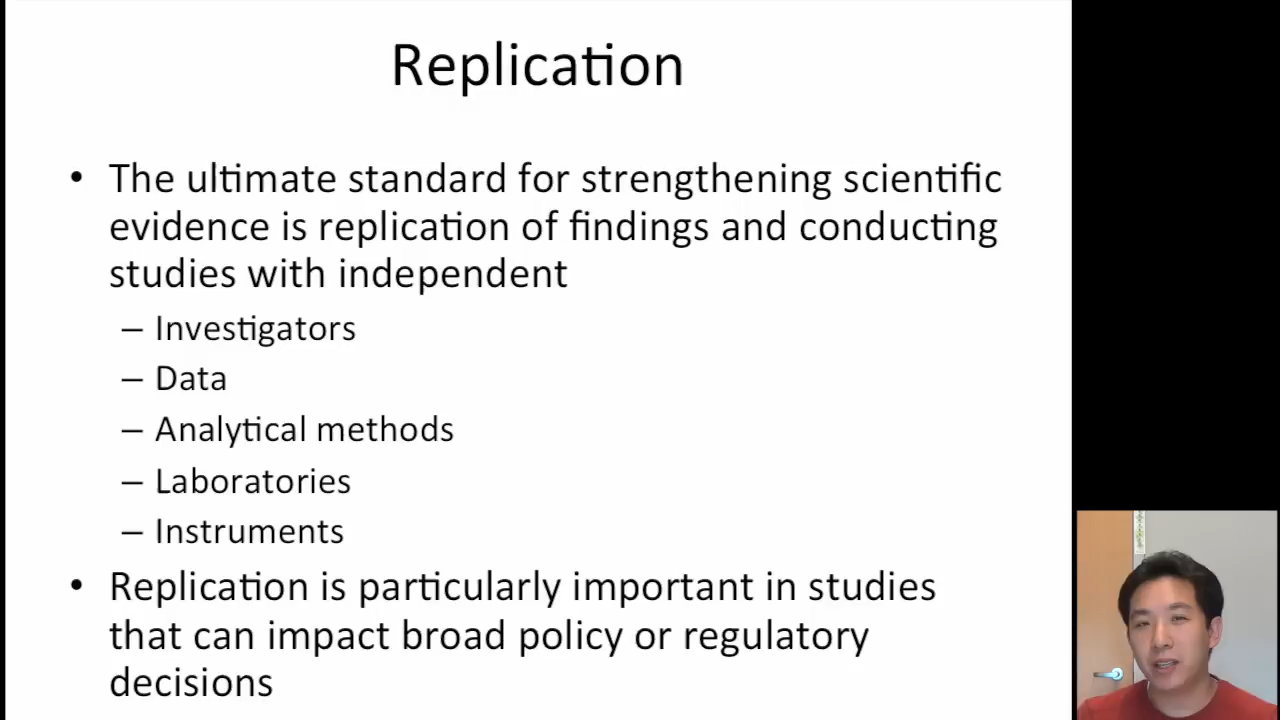 Replication
• The ultimate standard for strengthening scientific
evidence is replication of findings and conducting
studies with independent
– Investigators
– Data
– Analytical methods
– Laboratories
– Instruments
• Replication is particularly important in studies
that can impact broad policy or regulatory
decisions